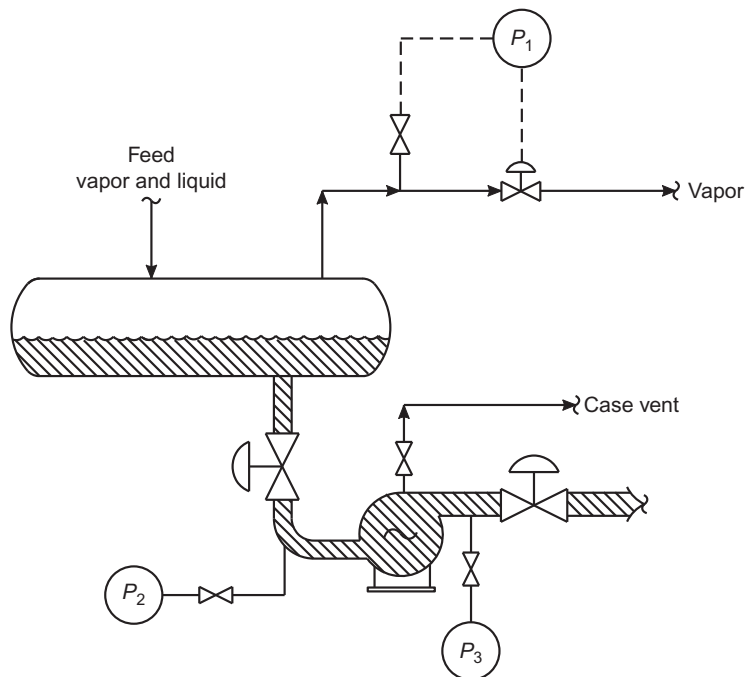 P1
Feed
vapor and liquid
Vapor
Case vent
P2
P3